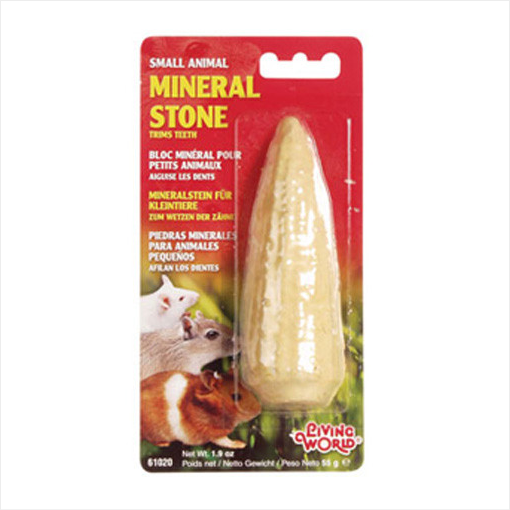 SMALL ANIMAL
MINERAL
STONE
TRIMS TEETH
BLOC MINÉRAL POUR
PETITS ANIMAUX
AIGUISE LES DENTS
MINERALSTEIN FÜR
KLEINTIERE
ZUM WETZEN DER ZÄHNE
PIEDRAS MINERALES
PARA ANIMALES
PEQUEÑOS
AFILAN LOS DIENTES
LIVING
WORLD
Net Wt. 1.9 oz
61020 Poids net / Netto Gewicht / Peso Neto 55 g e